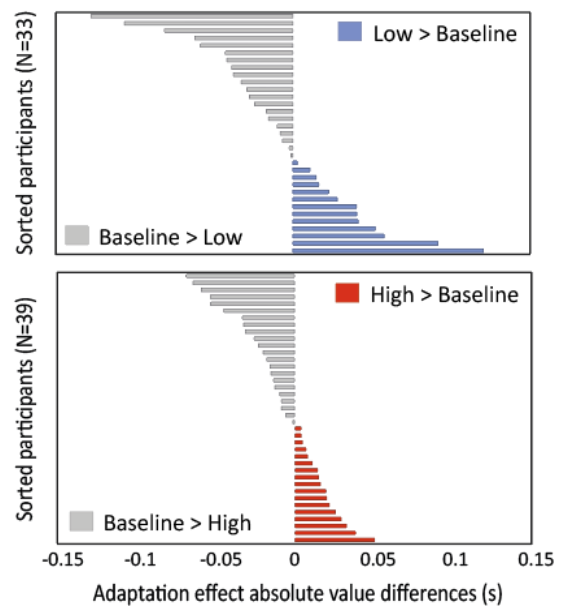 Sorted participants (N=33)
Low > Baseline
Baseline > Low
Sorted participants (N=39)
High > Baseline
Baseline > High
-0.15 -0.1 -0.05 0 0.05 0.1 0.15
Adaptation effect absolute value differences (s)